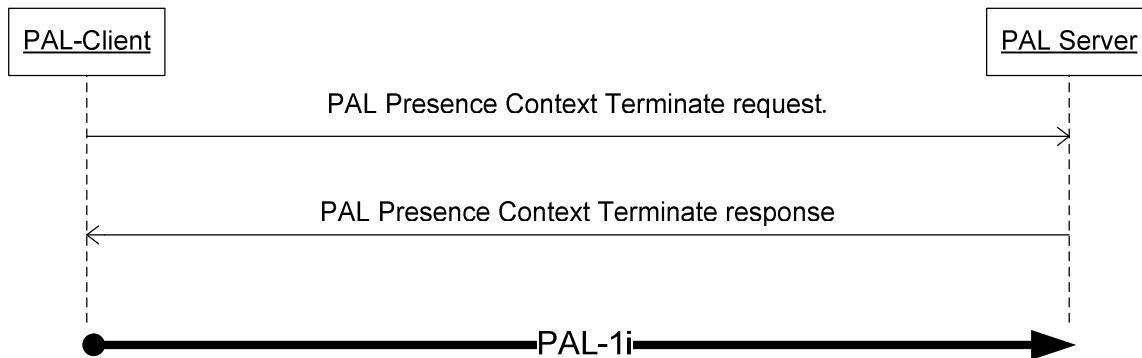 PAL-Client
PAL Server
PAL Presence Context Terminate request.
PAL Presence Context Terminate response
PAL-1i